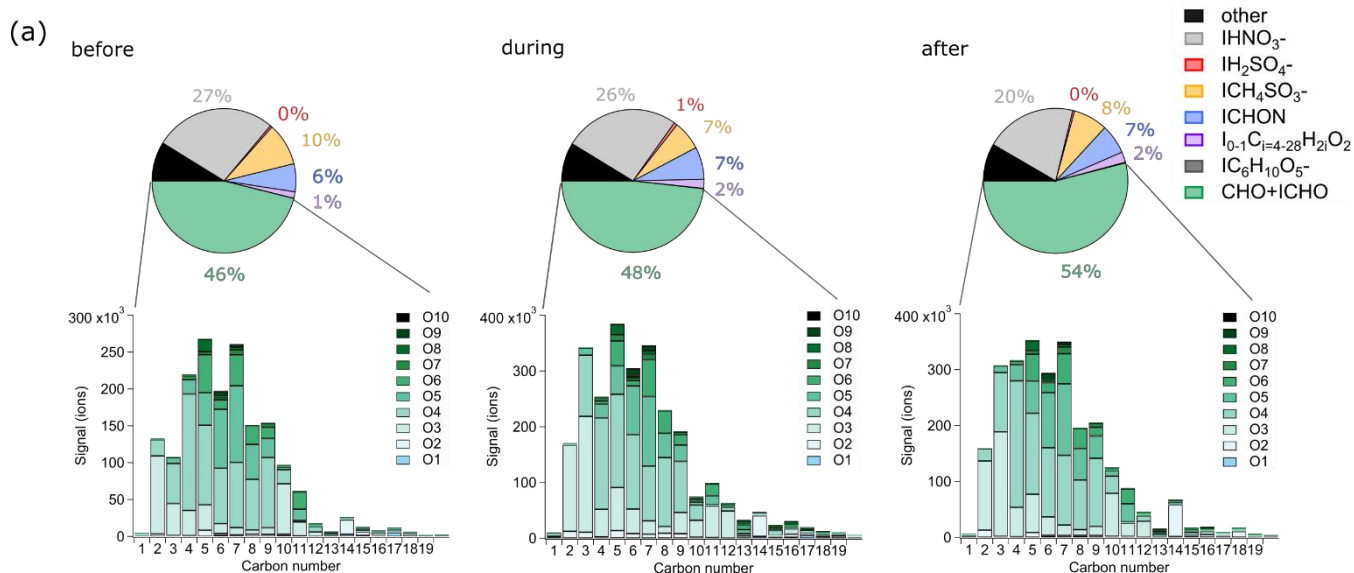 (a)
before
during
after
other
IHNO3-
IH2SO4-
ICH4SO3-
ICHON
I0-1Ci=4-28H2iO2
IC6H10O5-
CHO+ICHO
27%
0%
10%
6%
1%
46%
26%
1%
7%
7%
2%
48%
20%
0%
8%
7%
2%
54%
300 x10^3
250
200
150
100
50
0
Signal (ions)
O10
O9
O8
O7
O6
O5
O4
O3
O2
O1
1 2 3 4 5 6 7 8 9 10 11 12 13 14 15 16 17 18 19
Carbon number
400 x10^3
300
200
100
0
Signal (ions)
O10
O9
O8
O7
O6
O5
O4
O3
O2
O1
1 2 3 4 5 6 7 8 9 10 11 12 13 14 15 16 17 18 19
Carbon number
400 x10^3
300
200
100
0
Signal (ions)
O10
O9
O8
O7
O6
O5
O4
O3
O2
O1
1 2 3 4 5 6 7 8 9 10 11 12 13 14 15 16 17 18 19
Carbon number